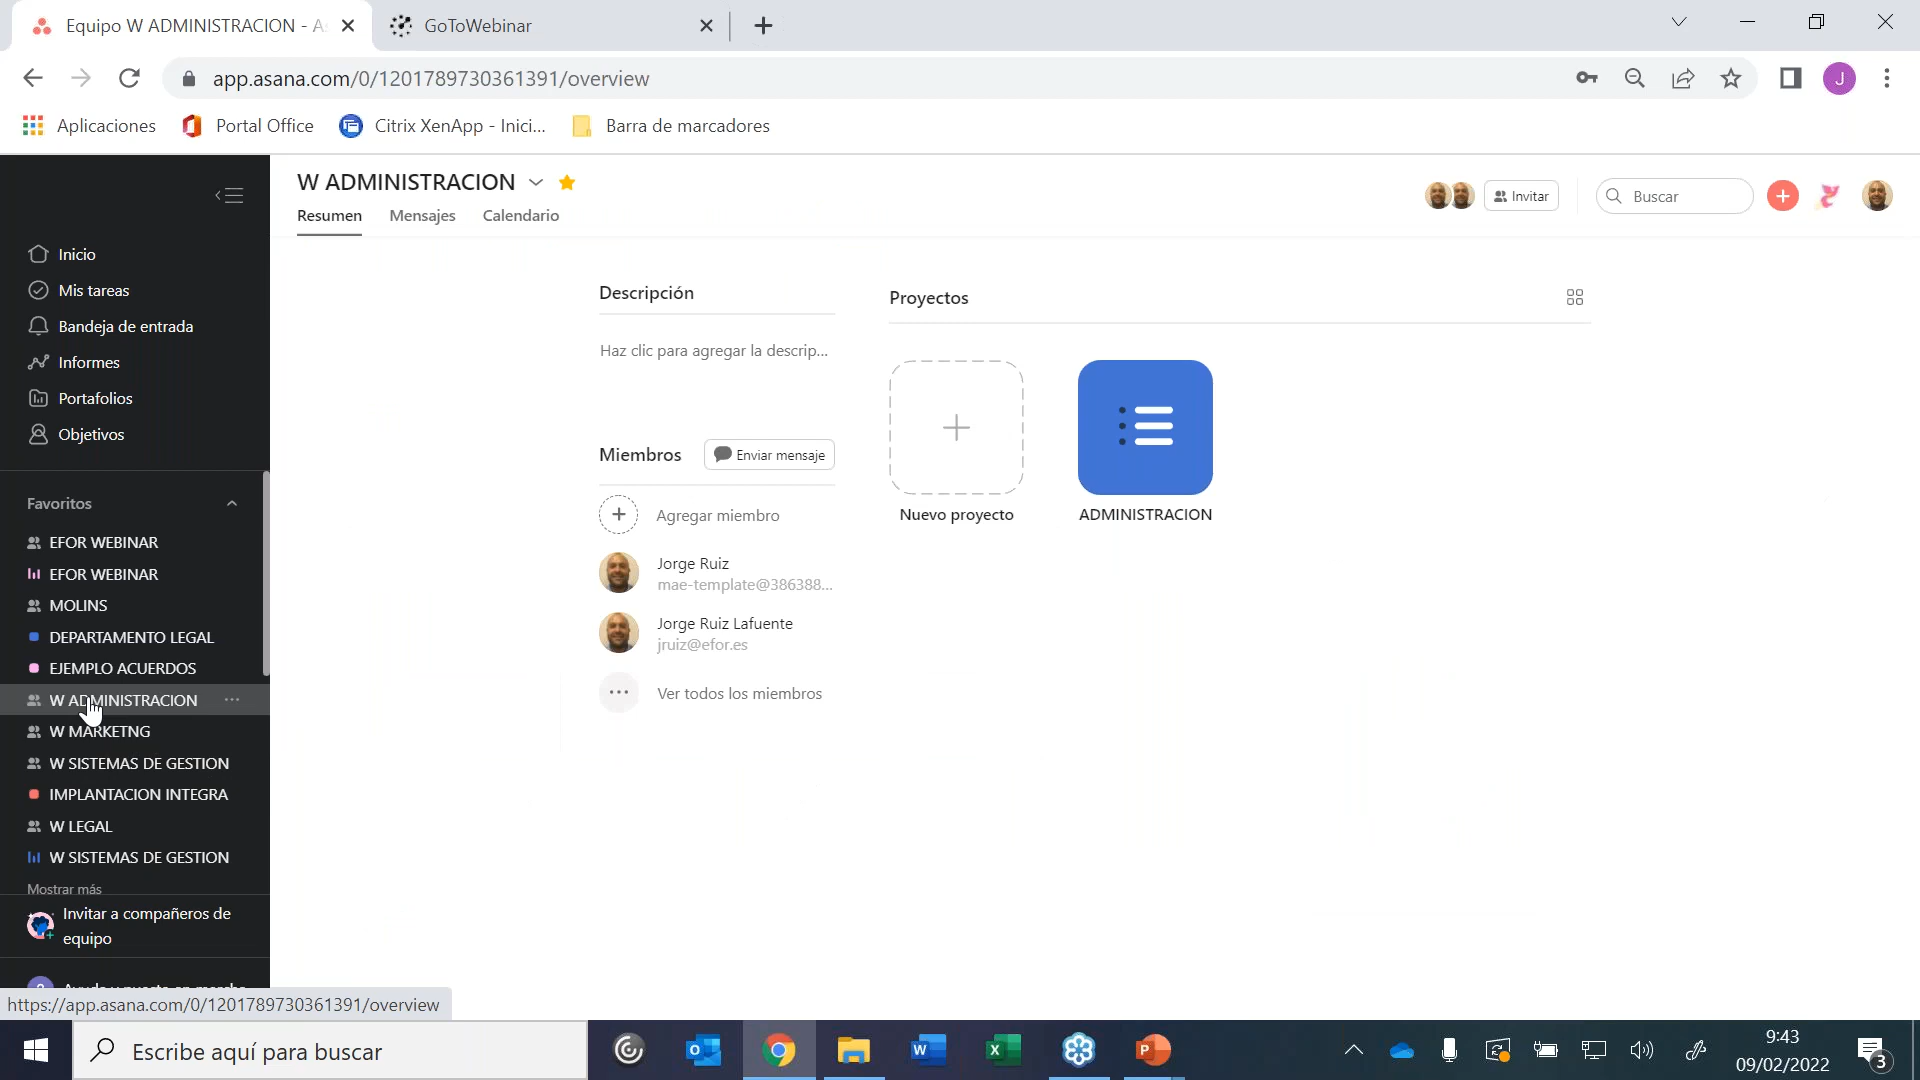 Equipo W ADMINISTRACION - A
GoToWebinar
app.asana.com/0/1201789730361391/overview
J
Aplicaciones
Portal Office
Citrix XenApp - Inici...
Barra de marcadores
W ADMINISTRACION
Resumen
Mensajes
Calendario
Invitar
Buscar
Inicio
Mis tareas
Bandeja de entrada
Informes
Portafolios
Objetivos
Favoritos
EFOR WEBINAR
EFOR WEBINAR
MOLINS
DEPARTAMENTO LEGAL
EJEMPLO ACUERDOS
W ADMINISTRACION
W MARKETNG
W SISTEMAS DE GESTION
IMPLANTACION INTEGRA
W LEGAL
W SISTEMAS DE GESTION
Mostrar más
Invitar a compañeros de
equipo
Descripción
Haz clic para agregar la descrip...
Miembros
Enviar mensaje
Agregar miembro
Jorge Ruiz
mae-template@386388...
Jorge Ruiz Lafuente
jruiz@efor.es
Ver todos los miembros
Proyectos
Nuevo proyecto
ADMINISTRACION
https://app.asana.com/0/1201789730361391/overview
Escribe aquí para buscar
9:43
09/02/2022
3